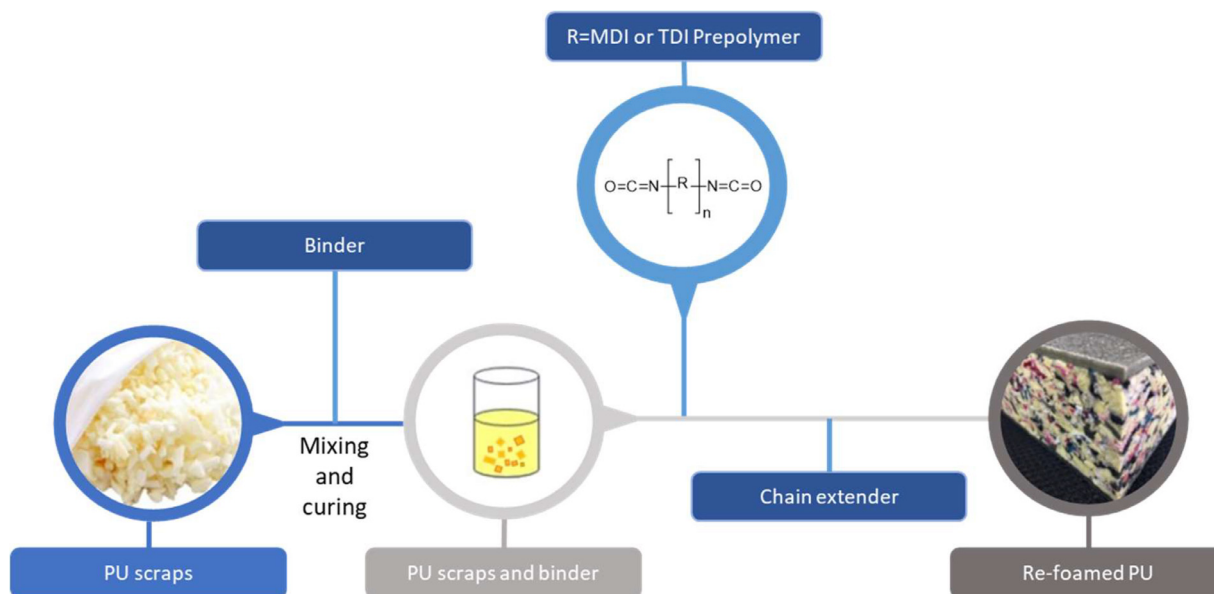 R=MDI or TDI Prepolymer
O=C=N-[-R-]-N=C=O
n
Binder
Mixing
and
curing
Chain extender
PU scraps
PU scraps and binder
Re-foamed PU